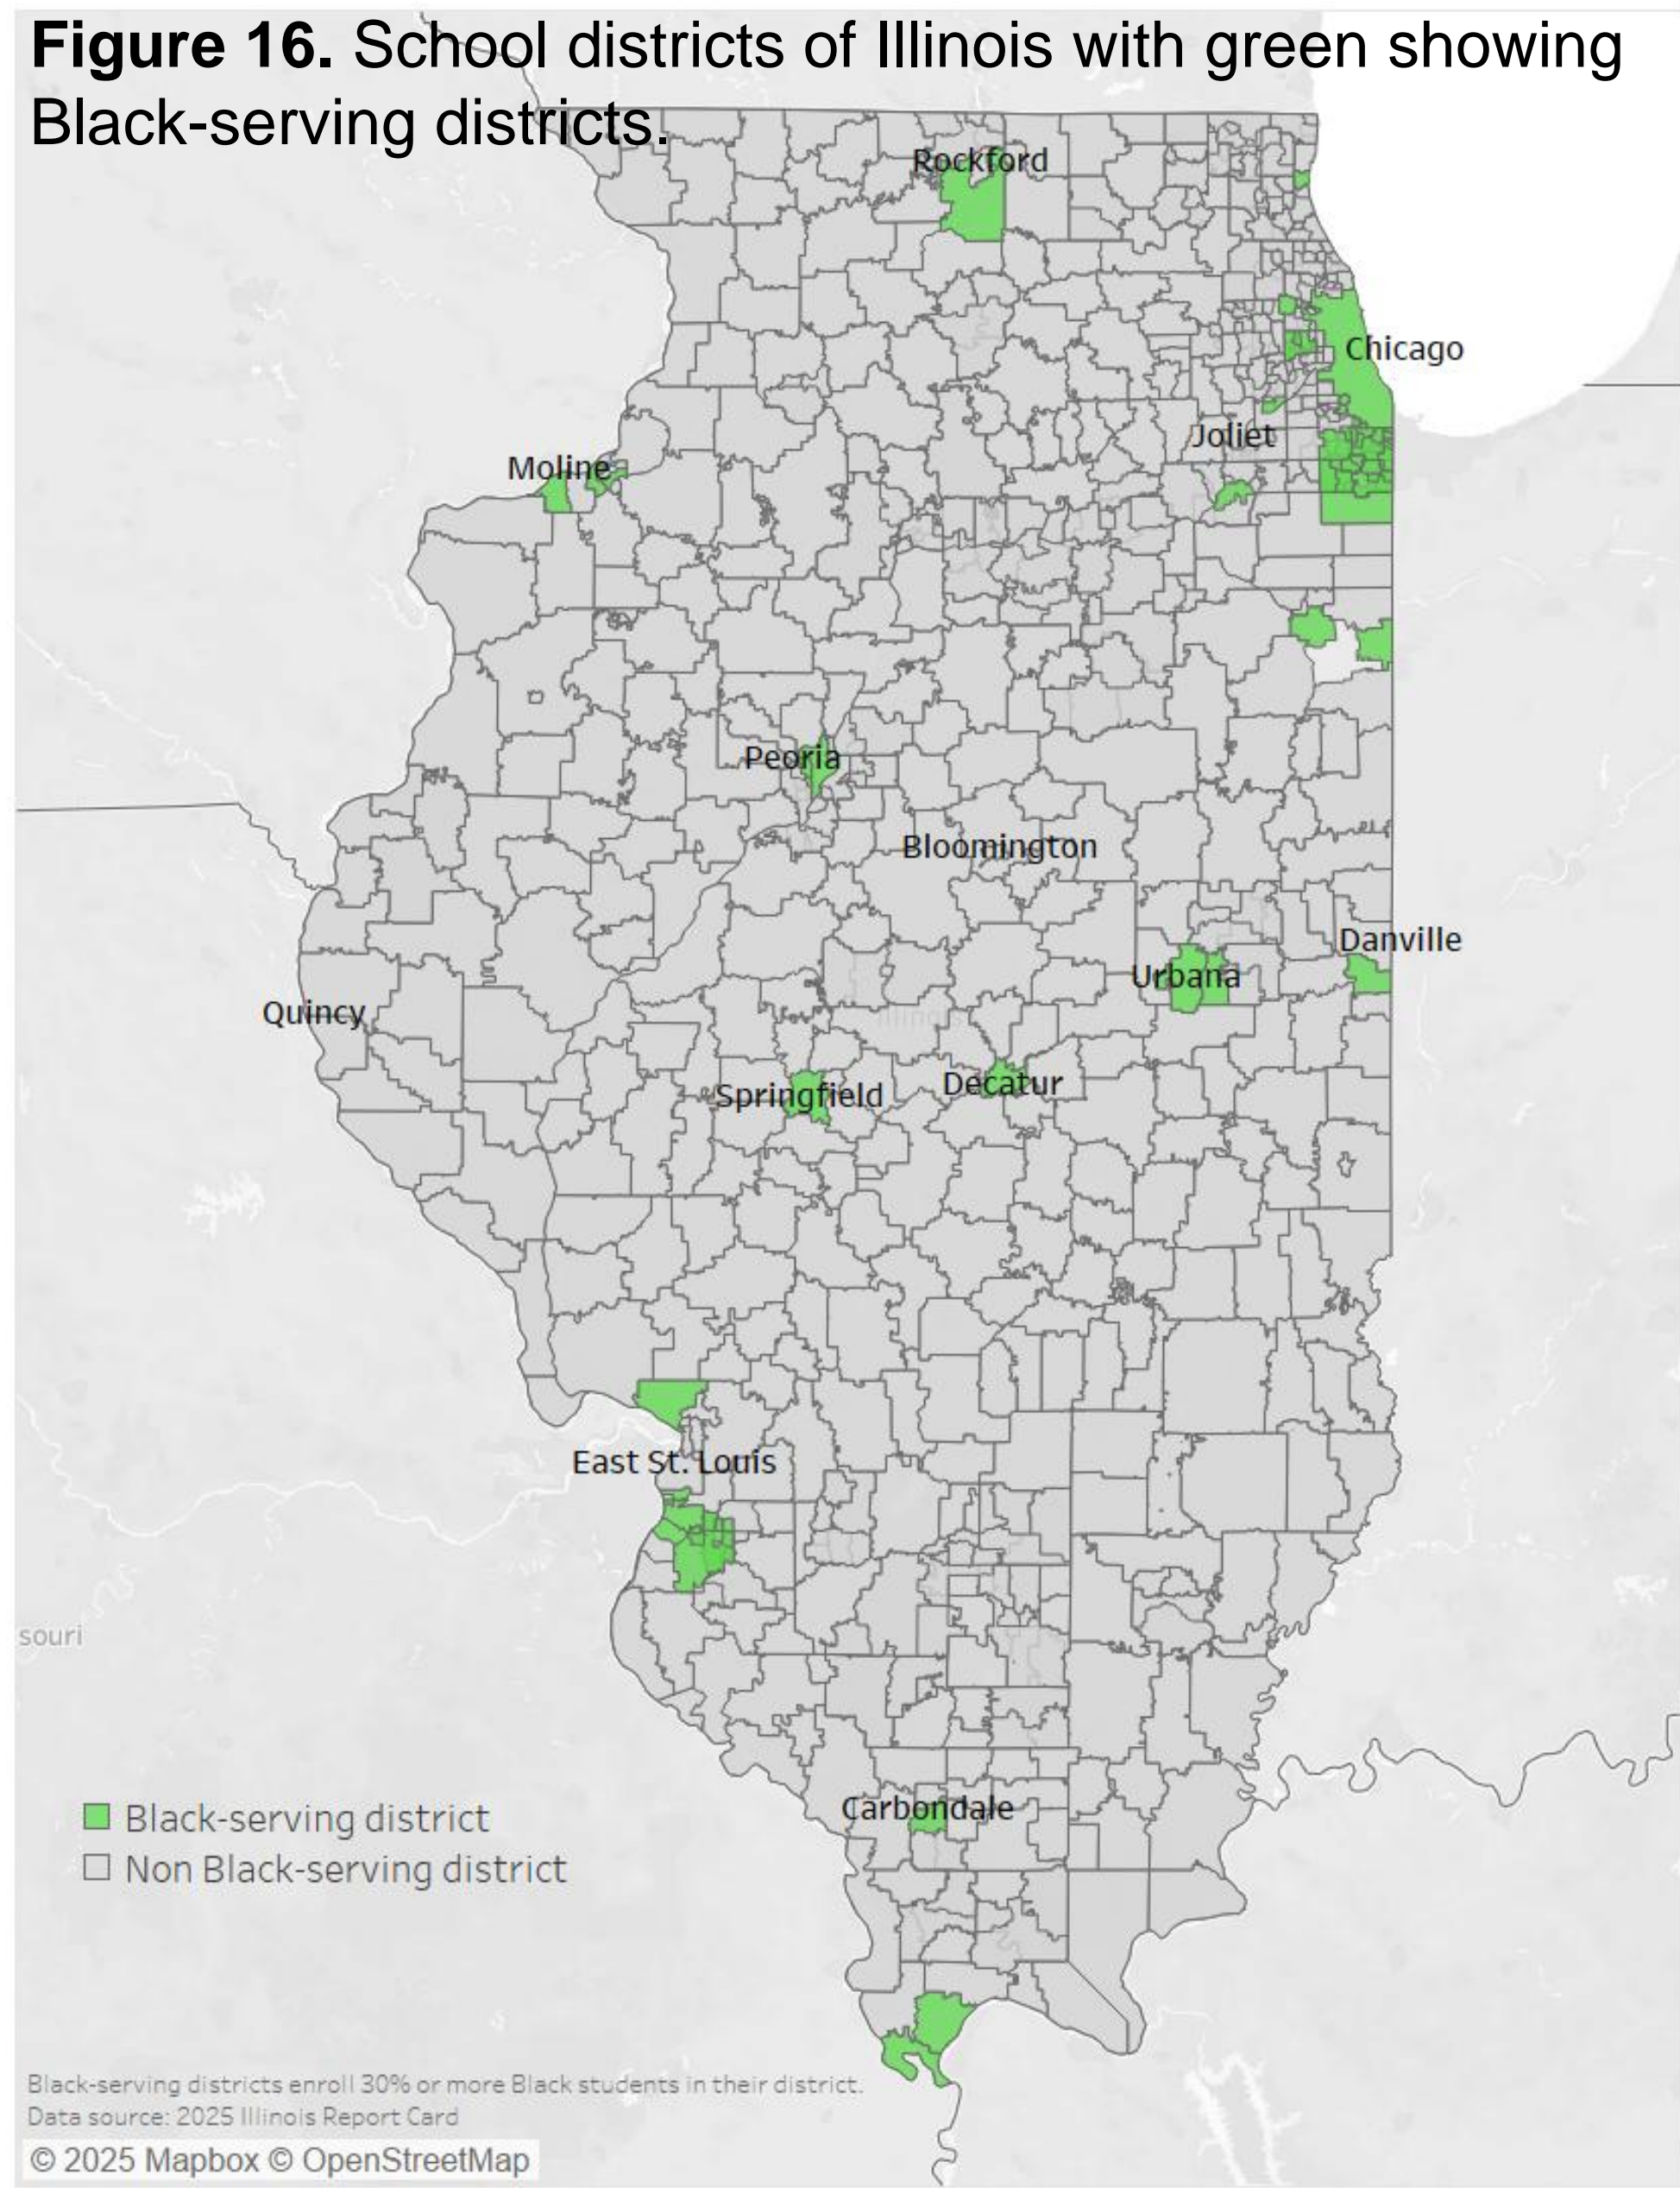 Figure 16. School districts of Illinois with green showing
Black-serving districts.
Rockford
Chicago
Joliet
Moline
Peoria
Bloomington
Danville
Urbana
Quincy
Illinois
Decatur
Springfield
East St. Louis
souri
Carbondale
Black-serving district
Non Black-serving district
Black-serving districts enroll 30% or more Black students in their district.
Data source: 2025 Illinois Report Card
© 2025 Mapbox © OpenStreetMap